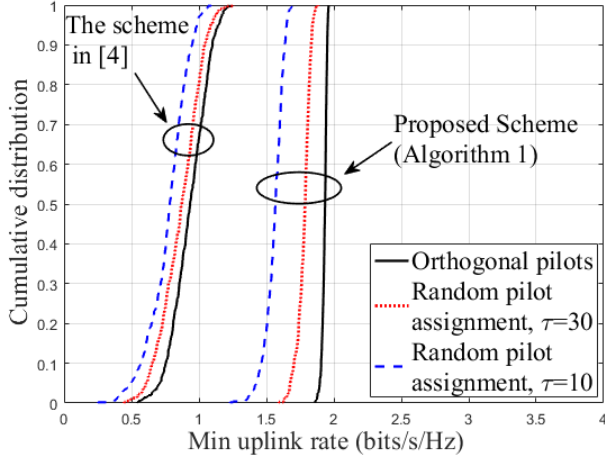 The scheme
in [4]
Proposed Scheme
(Algorithm 1)
Orthogonal pilots
Random pilot
assignment, τ=30
Random pilot
assignment, τ=10
Cumulative distribution
1
0.9
0.8
0.7
0.6
0.5
0.4
0.3
0.2
0.1
0
0 0.5 1 1.5 2 2.5 3 3.5 4
Min uplink rate (bits/s/Hz)